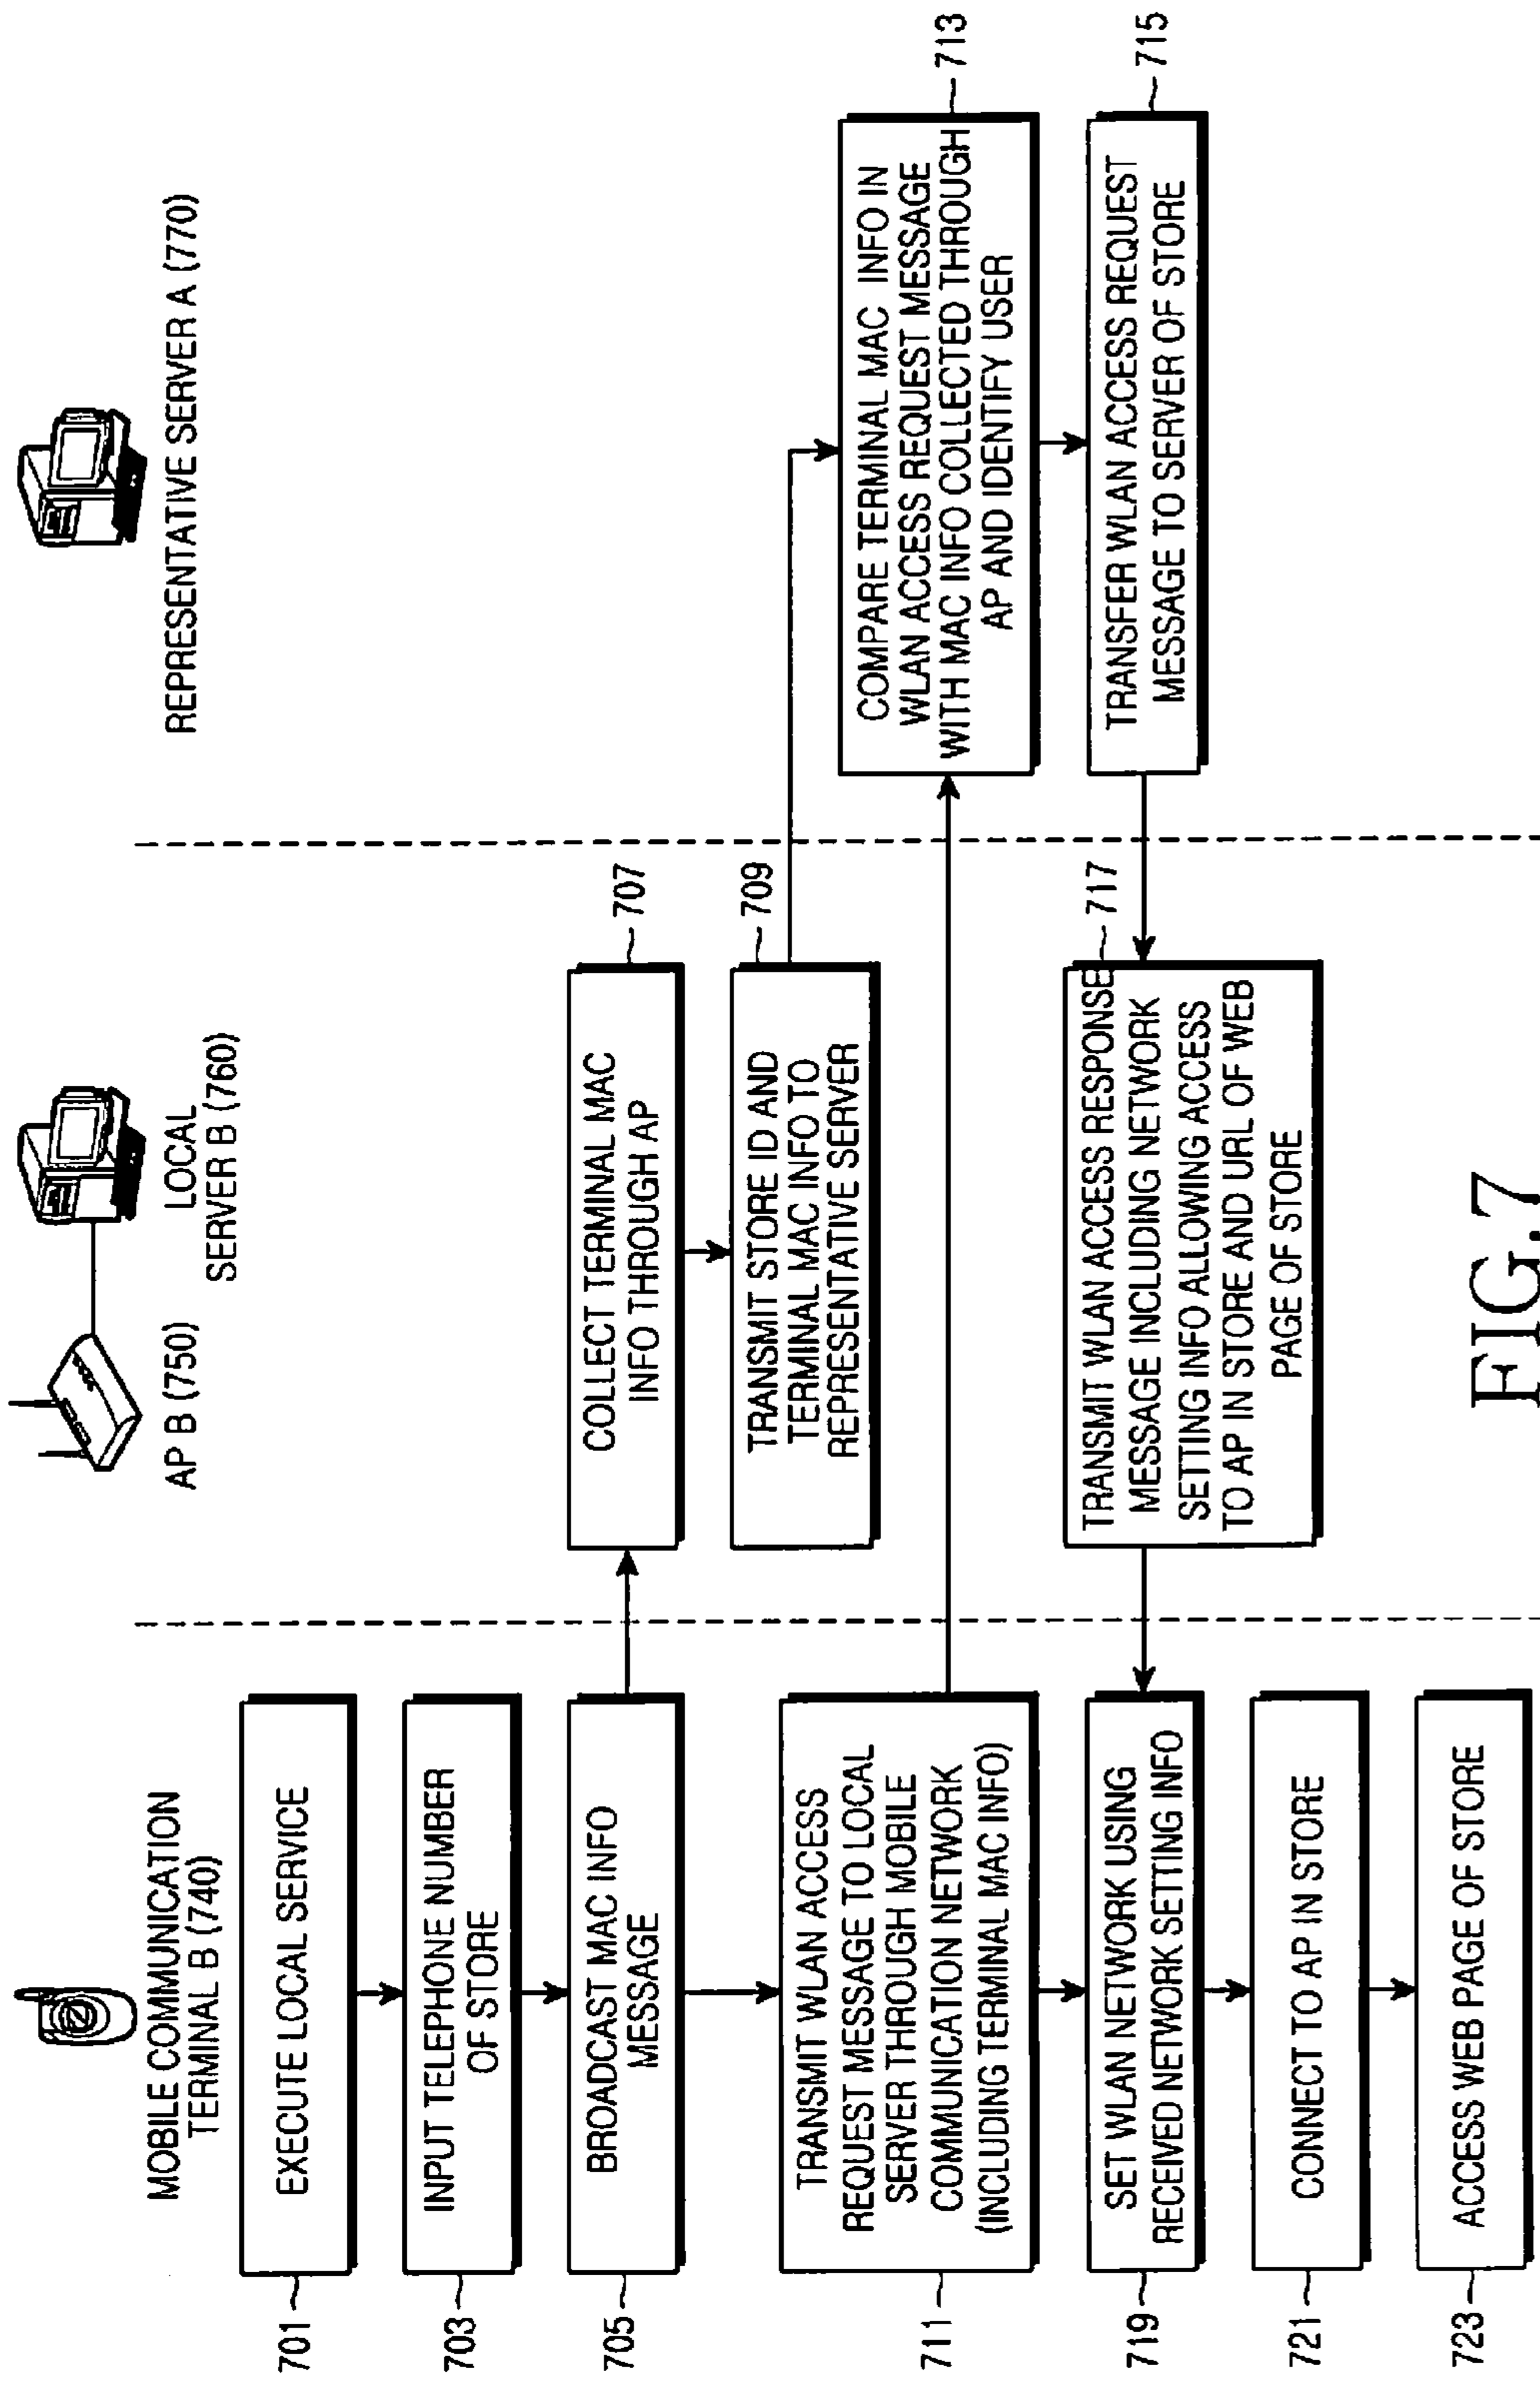 MOBILE COMMUNICATION
TERMINAL B (740)
AP B (750)
LOCAL
SERVER B (760)
REPRESENTATIVE SERVER A (770)
701
EXECUTE LOCAL SERVICE
703
INPUT TELEPHONE NUMBER
OF STORE
705
BROADCAST MAC INFO
MESSAGE
COLLECT TERMINAL MAC
INFO THROUGH AP
707
TRANSMIT STORE ID AND
TERMINAL MAC INFO TO
REPRESENTATIVE SERVER
709
711
TRANSMIT WLAN ACCESS
REQUEST MESSAGE TO LOCAL
SERVER THROUGH MOBILE
COMMUNICATION NETWORK
(INCLUDING TERMINAL MAC INFO)
COMPARE TERMINAL MAC INFO IN
WLAN ACCESS REQUEST MESSAGE
WITH MAC INFO COLLECTED THROUGH
AP AND IDENTIFY USER
713
TRANSFER WLAN ACCESS REQUEST
MESSAGE TO SERVER OF STORE
715
TRANSMIT WLAN ACCESS RESPONSE
MESSAGE INCLUDING NETWORK
SETTING INFO ALLOWING ACCESS
TO AP IN STORE AND URL OF WEB
PAGE OF STORE
717
719
SET WLAN NETWORK USING
RECEIVED NETWORK SETTING INFO
721
CONNECT TO AP IN STORE
723
ACCESS WEB PAGE OF STORE
FIG.7